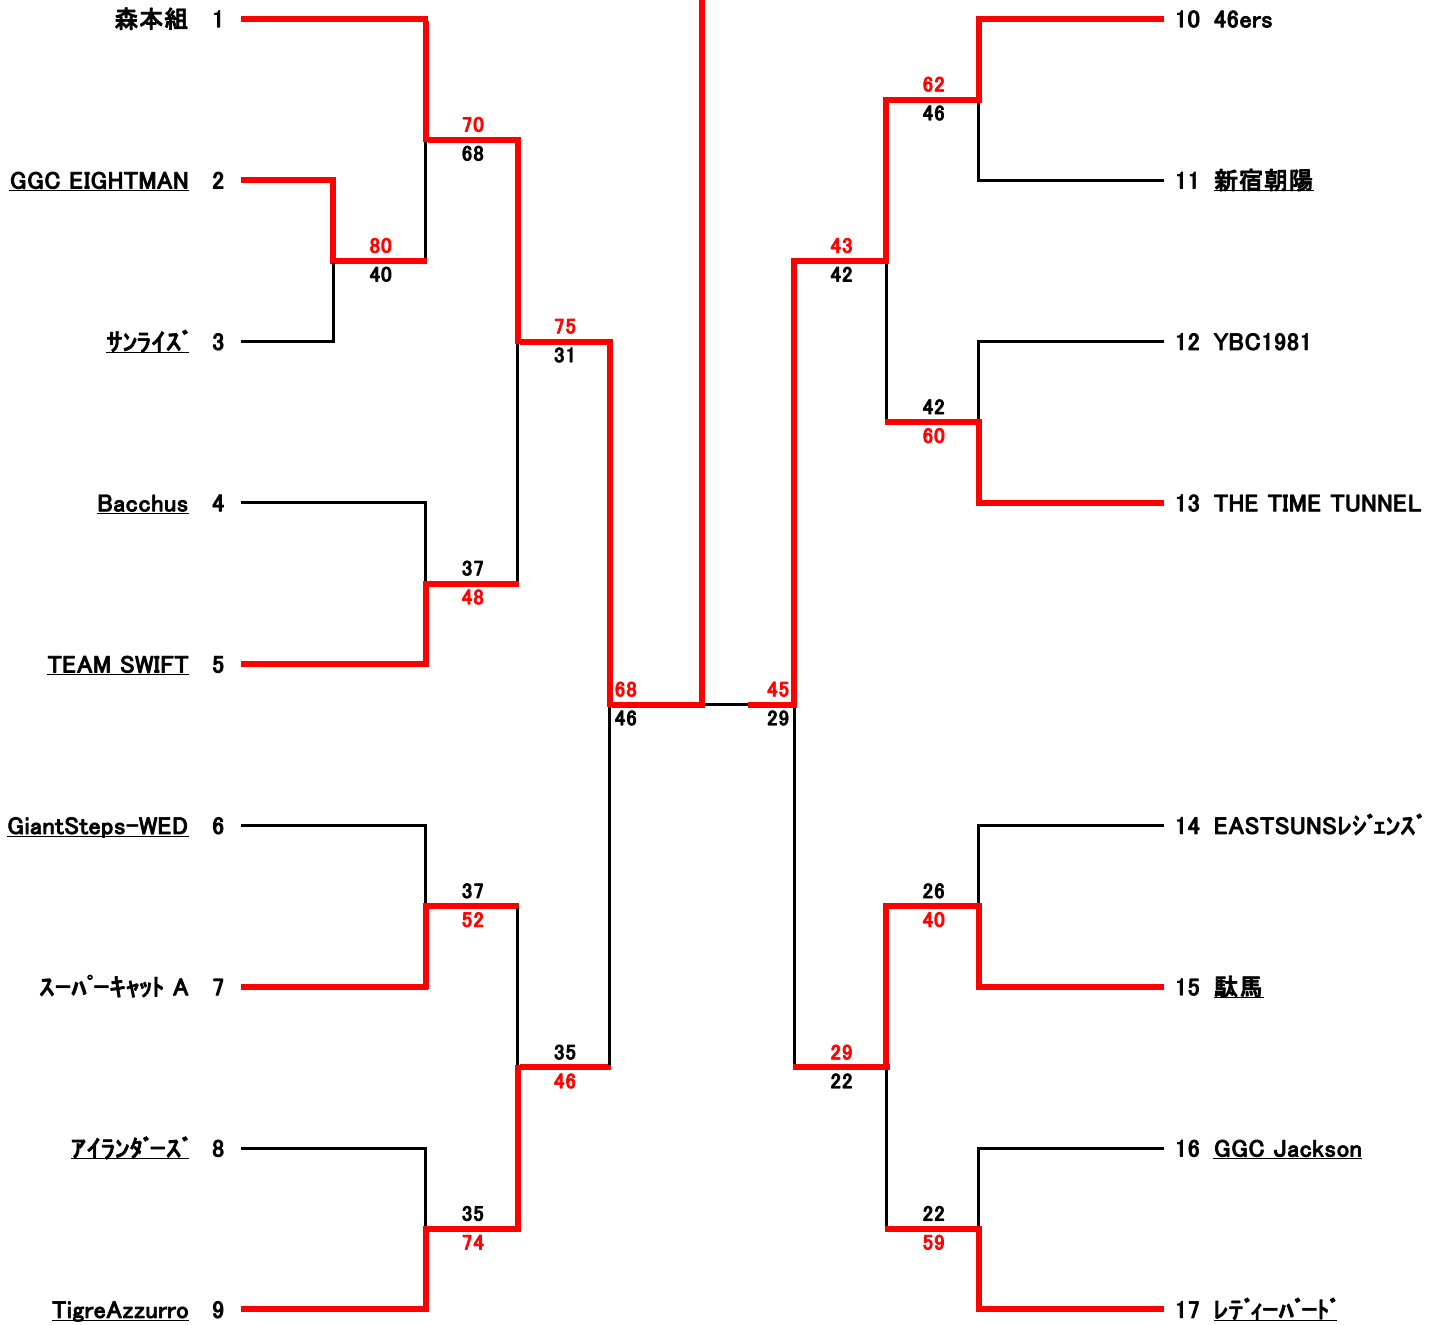 森本組 1
10 46ers
62
46
70
68
GGC EIGHTMAN 2
11 新宿朝陽
80
40
43
42
75
31
サンライズ 3
12 YBC1981
42
60
Bacchus 4
13 THE TIME TUNNEL
37
48
TEAM SWIFT 5
68
46
45
29
GiantSteps-WED 6
14 EASTSUNSレジェンズ
37
52
26
40
スーパーキャット A 7
15 駄馬
35
46
29
22
アイランダーズ 8
16 GGC Jackson
35
74
22
59
TigreAzzurro 9
17 レディーバード